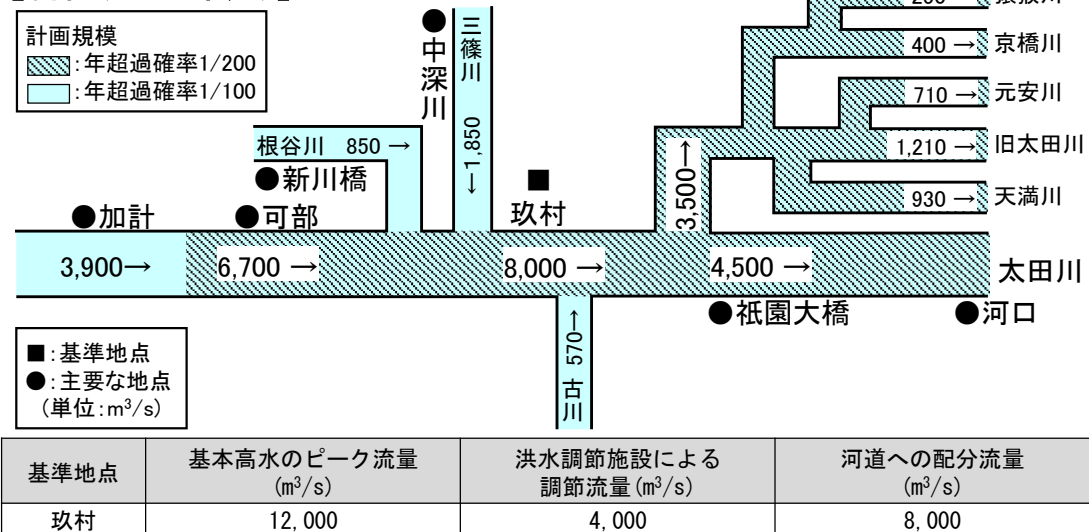 計画規模
:年超過確率1/200
:年超過確率1/100
●中深川
三篠川
←1,850
400 → 京橋川
710 → 元安川
1,210 → 旧太田川
930 → 天満川
根谷川 850 →
●新川橋
■
玖村
3,500→
●加計
●可部
3,900→
6,700 →
8,000 →
4,500 →
太田川
●祇園大橋
●河口
古川 570→
■:基準地点
●:主要な地点
(単位:m³/s)
基準地点 基本高水のピーク流量(m³/s) 洪水調節施設による調節流量(m³/s) 河道への配分流量(m³/s)
玖村 12,000 4,000 8,000